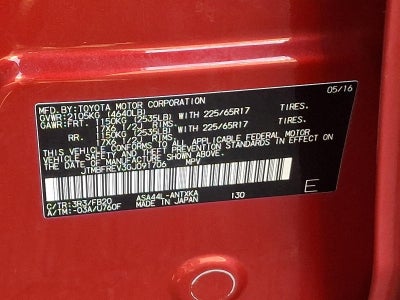 MFD.BY:TOYOTA MOTOR CORPORATION 05/16
GVWR:2105KG (4640LB)
GAWR:FRT. 1150KG (2535LB) WITH 225/65R17 TIRES.
17X6 1/2J RIMS.
RR. 1150KG (2535LB) WITH 225/65R17 TIRES.
17X6 1/2J RIMS.
THIS VEHICLE CONFORMS TO ALL APPLICABLE FEDERAL MOTOR
VEHICLE SAFETY, BUMPER, AND THEFT PREVENTION STANDARDS IN EFFECT ON
THE DATE OF MANUFACTURE SHOWN ABOVE.
JTMBFREV3GJ091706 MPV
C/TR:3R3/FB20 ASA44L-ANTXKA 130
A/TM:-03A/U760F MADE IN JAPAN
E